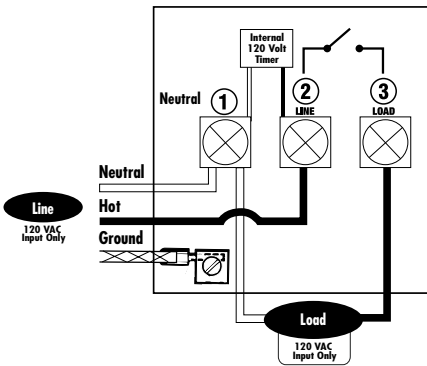 Internal
120 Volt
Timer
Neutral
1
2
LINE
3
LOAD
Neutral
Line
120 VAC
Input Only
Hot
Ground
Load
120 VAC
Input Only